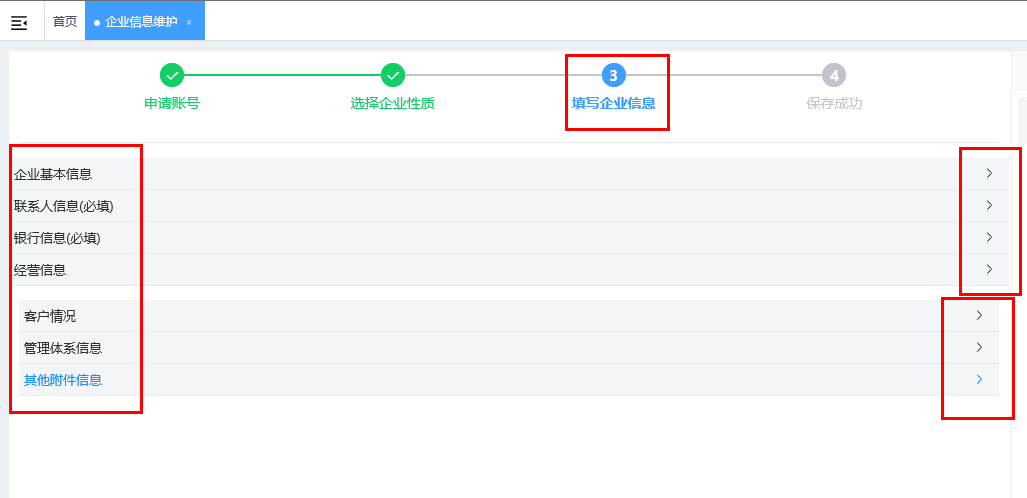 首页
企业信息维护 ×
3
4
申请账号
选择企业性质
填写企业信息
保存成功
企业基本信息
联系人信息(必填)
银行信息(必填)
经营信息
客户情况
管理体系信息
其他附件信息